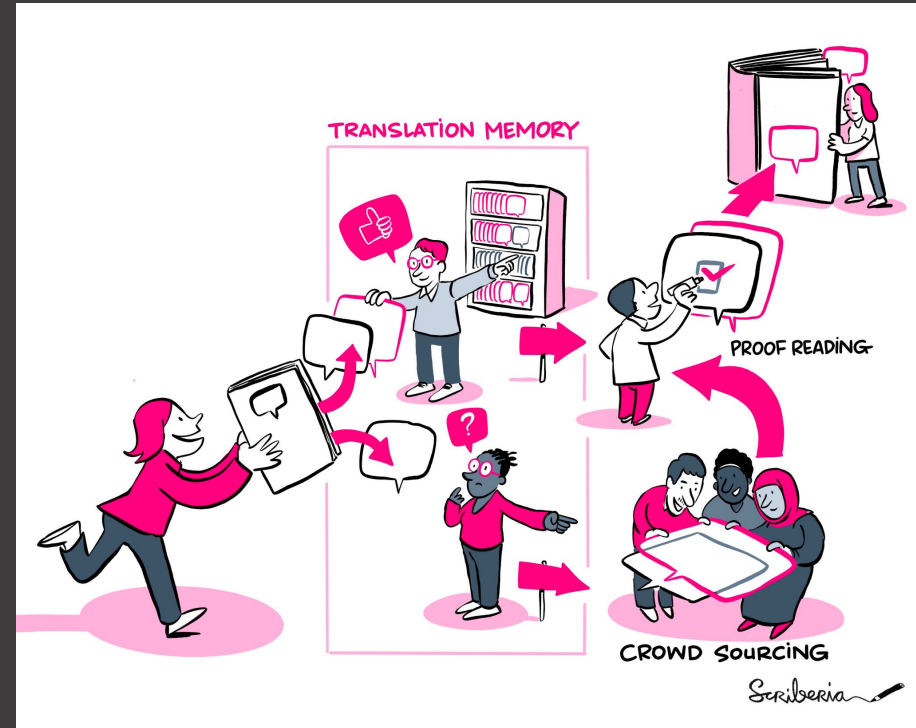 TRANSLATION MEMORY
?
PROOF READING
CROWD SOURCING
Scriberia